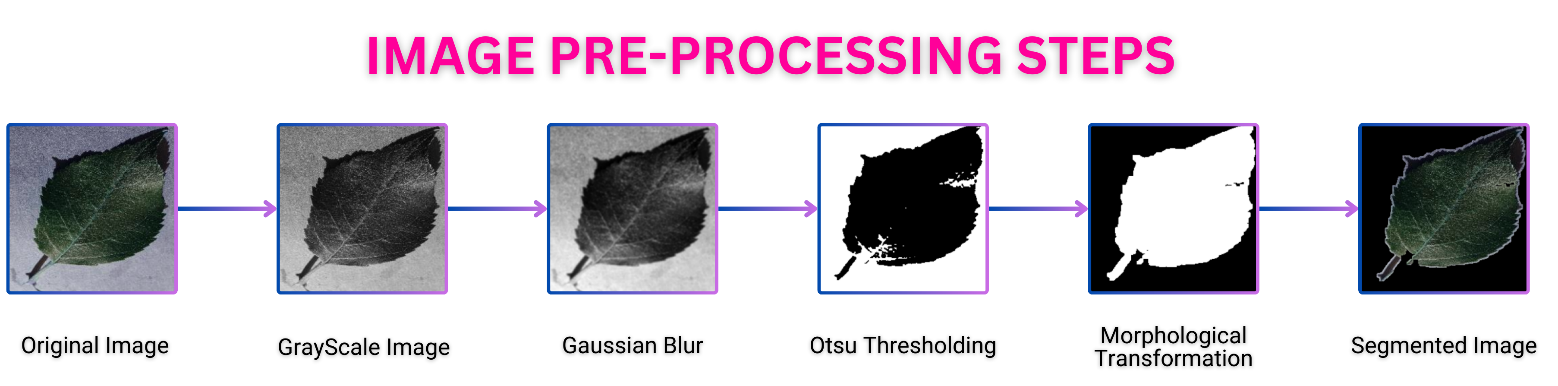 IMAGE PRE-PROCESSING STEPS
Original Image
GrayScale Image
Gaussian Blur
Otsu Thresholding
Morphological
Transformation
Segmented Image